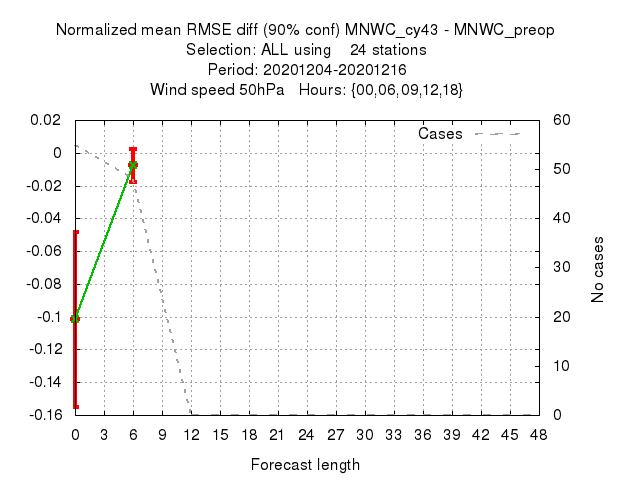 Normalized mean RMSE diff (90% conf) MNWC_cy43 - MNWC_preop
Selection: ALL using 24 stations
Period: 20201204-20201216
Wind speed 50hPa Hours: {00,06,09,12,18}
0.02
0
-0.02
-0.04
-0.06
-0.08
-0.1
-0.12
-0.14
-0.16
Cases
60
50
40
30
20
10
0
No cases
0 3 6 9 12 15 18 21 24 27 30 33 36 39 42 45 48
Forecast length